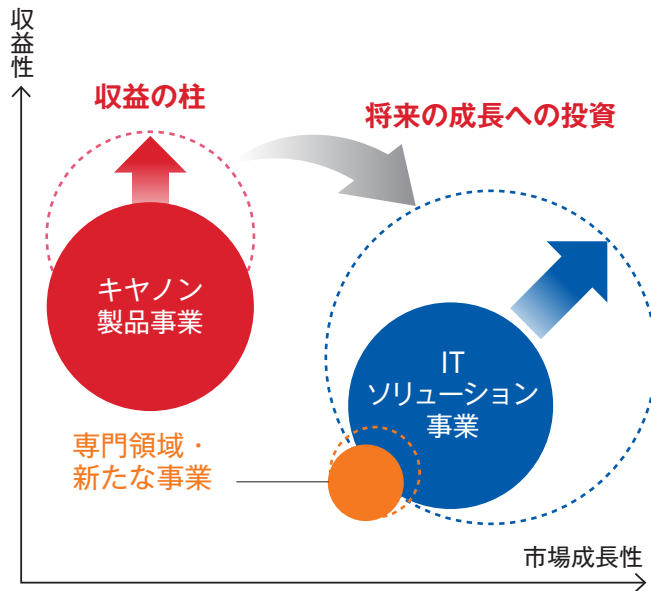 収益性
収益の柱
将来の成長への投資
キヤノン
製品事業
IT
ソリューション
事業
専門領域・
新たな事業
市場成長性